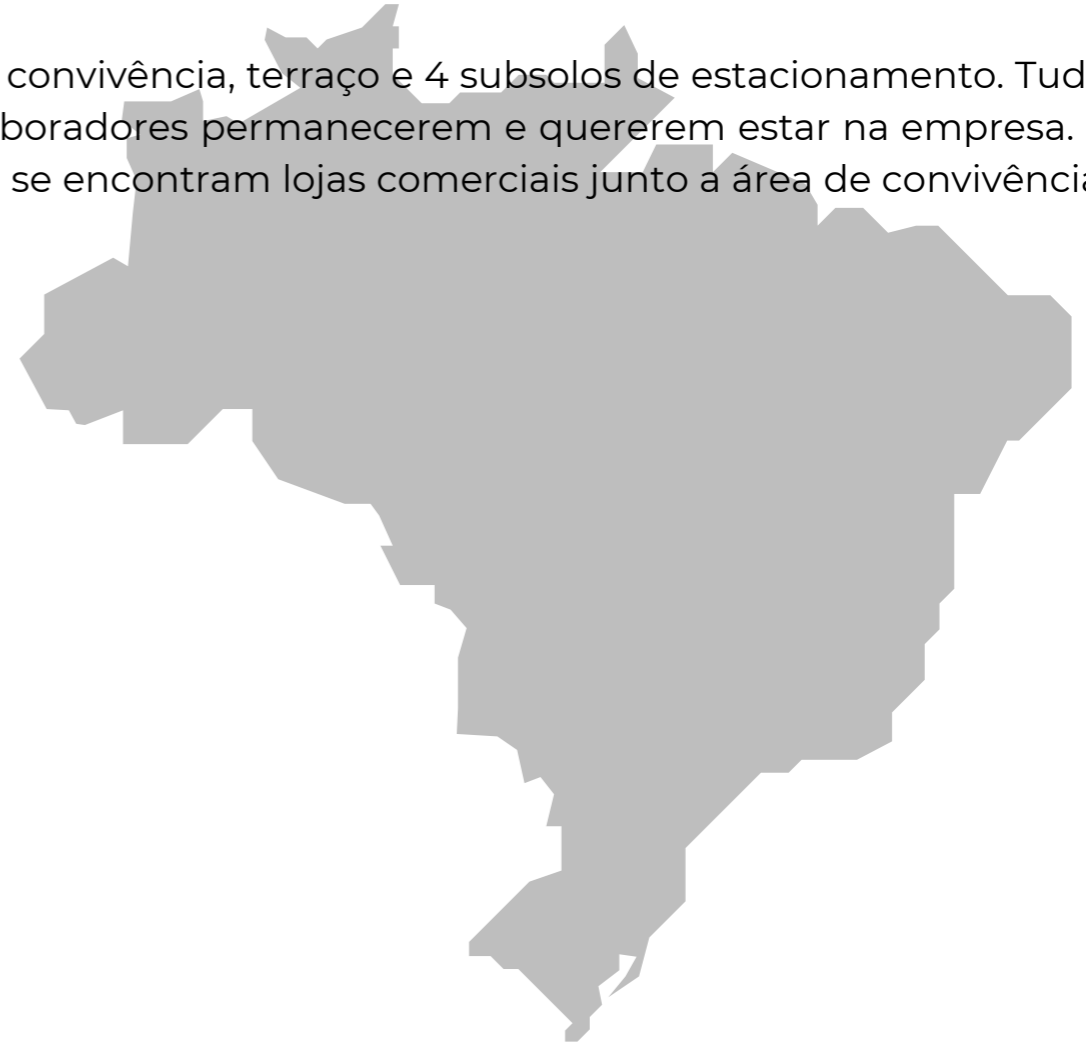 convivência, terraço e 4 subsolos de estacionamento. Tud
boradores permanecerem e quererem estar na empresa.
se encontram lojas comerciais junto a área de convivência